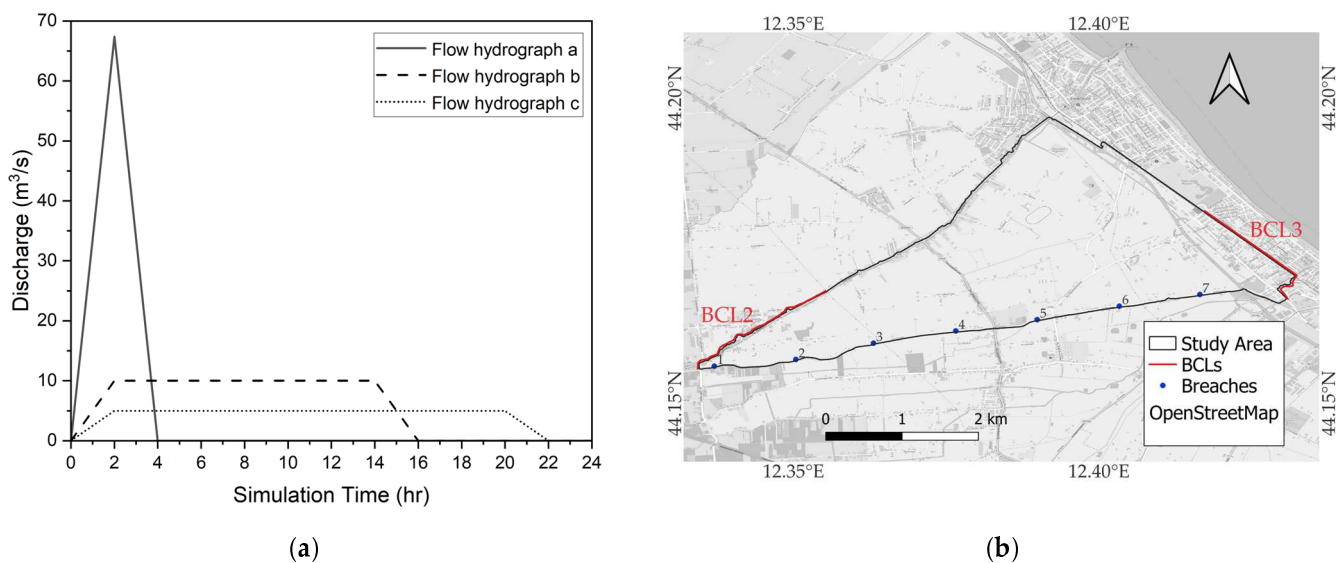 70
60
50
40
30
20
10
0
Discharge (m³/s)
Flow hydrograph a
Flow hydrograph b
Flow hydrograph c
0 2 4 6 8 10 12 14 16 18 20 22 24
Simulation Time (hr)
(a)
12.35°E 12.40°E
44.20°N 44.20°N
BCL3
BCL2
1 2 3 4 5 6 7
Study Area
BCLs
Breaches
OpenStreetMap
0 1 2 km
44.15°N 44.15°N
12.35°E 12.40°E
(b)